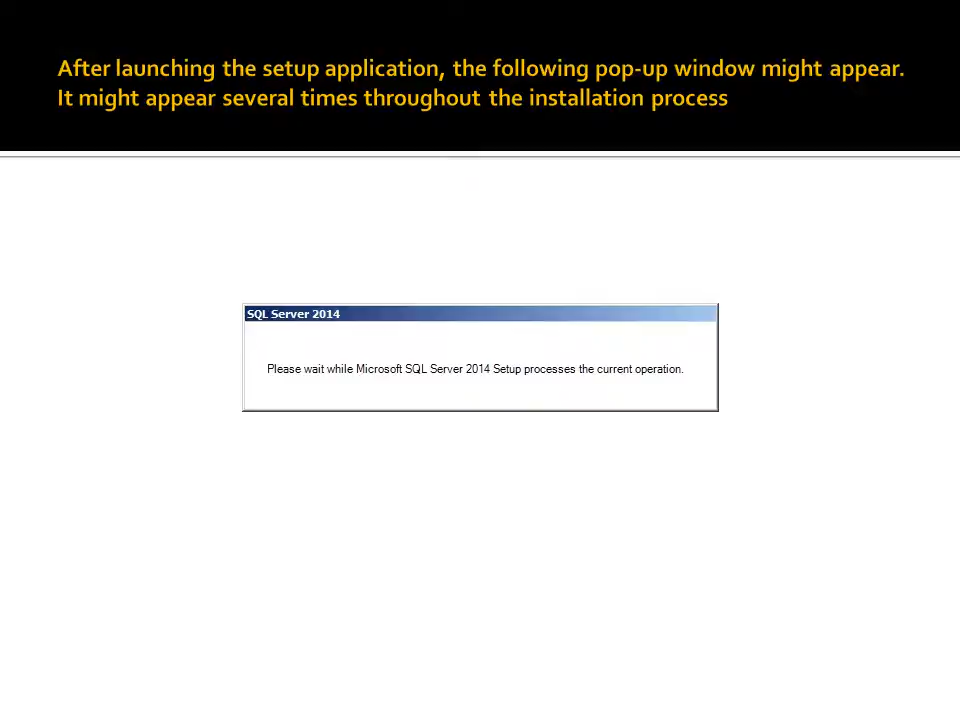 After launching the setup application, the following pop-up window might appear.
It might appear several times throughout the installation process
SQL Server 2014
Please wait while Microsoft SQL Server 2014 Setup processes the current operation.